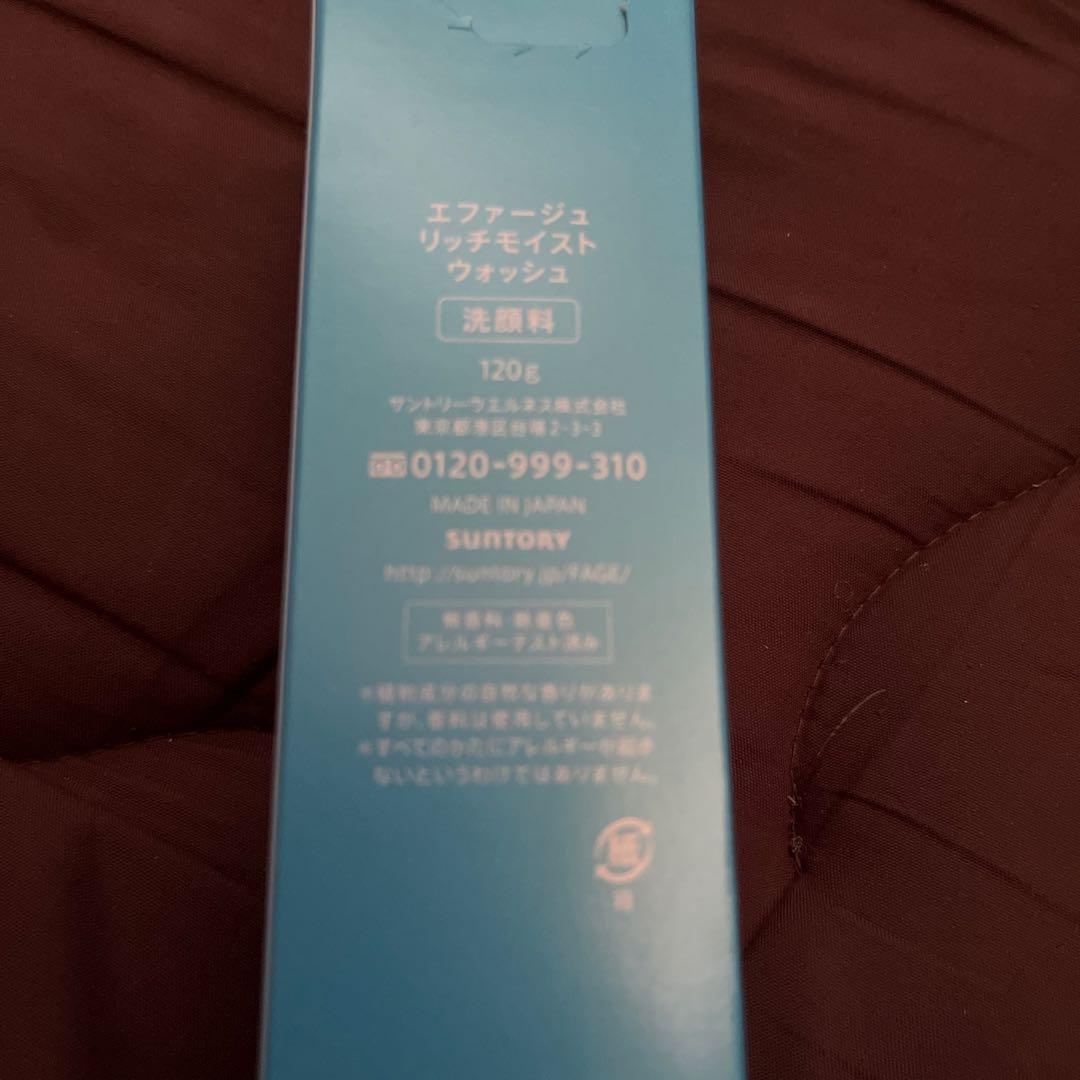 エファージュ
リッチモイスト
ウォッシュ
洗顔料
120g
サントリーウエルネス株式会社
東京都港区台場2-3-3
0120-999-310
MADE IN JAPAN
SUNTORY
http://suntory.jp/FAGE/
無香料・無着色
アレルギーテスト済み
※植物成分の自然な香りがありま
すが、香料は使用していません。
※すべてのかたにアレルギーが起き
ないというわけではありません。
紙